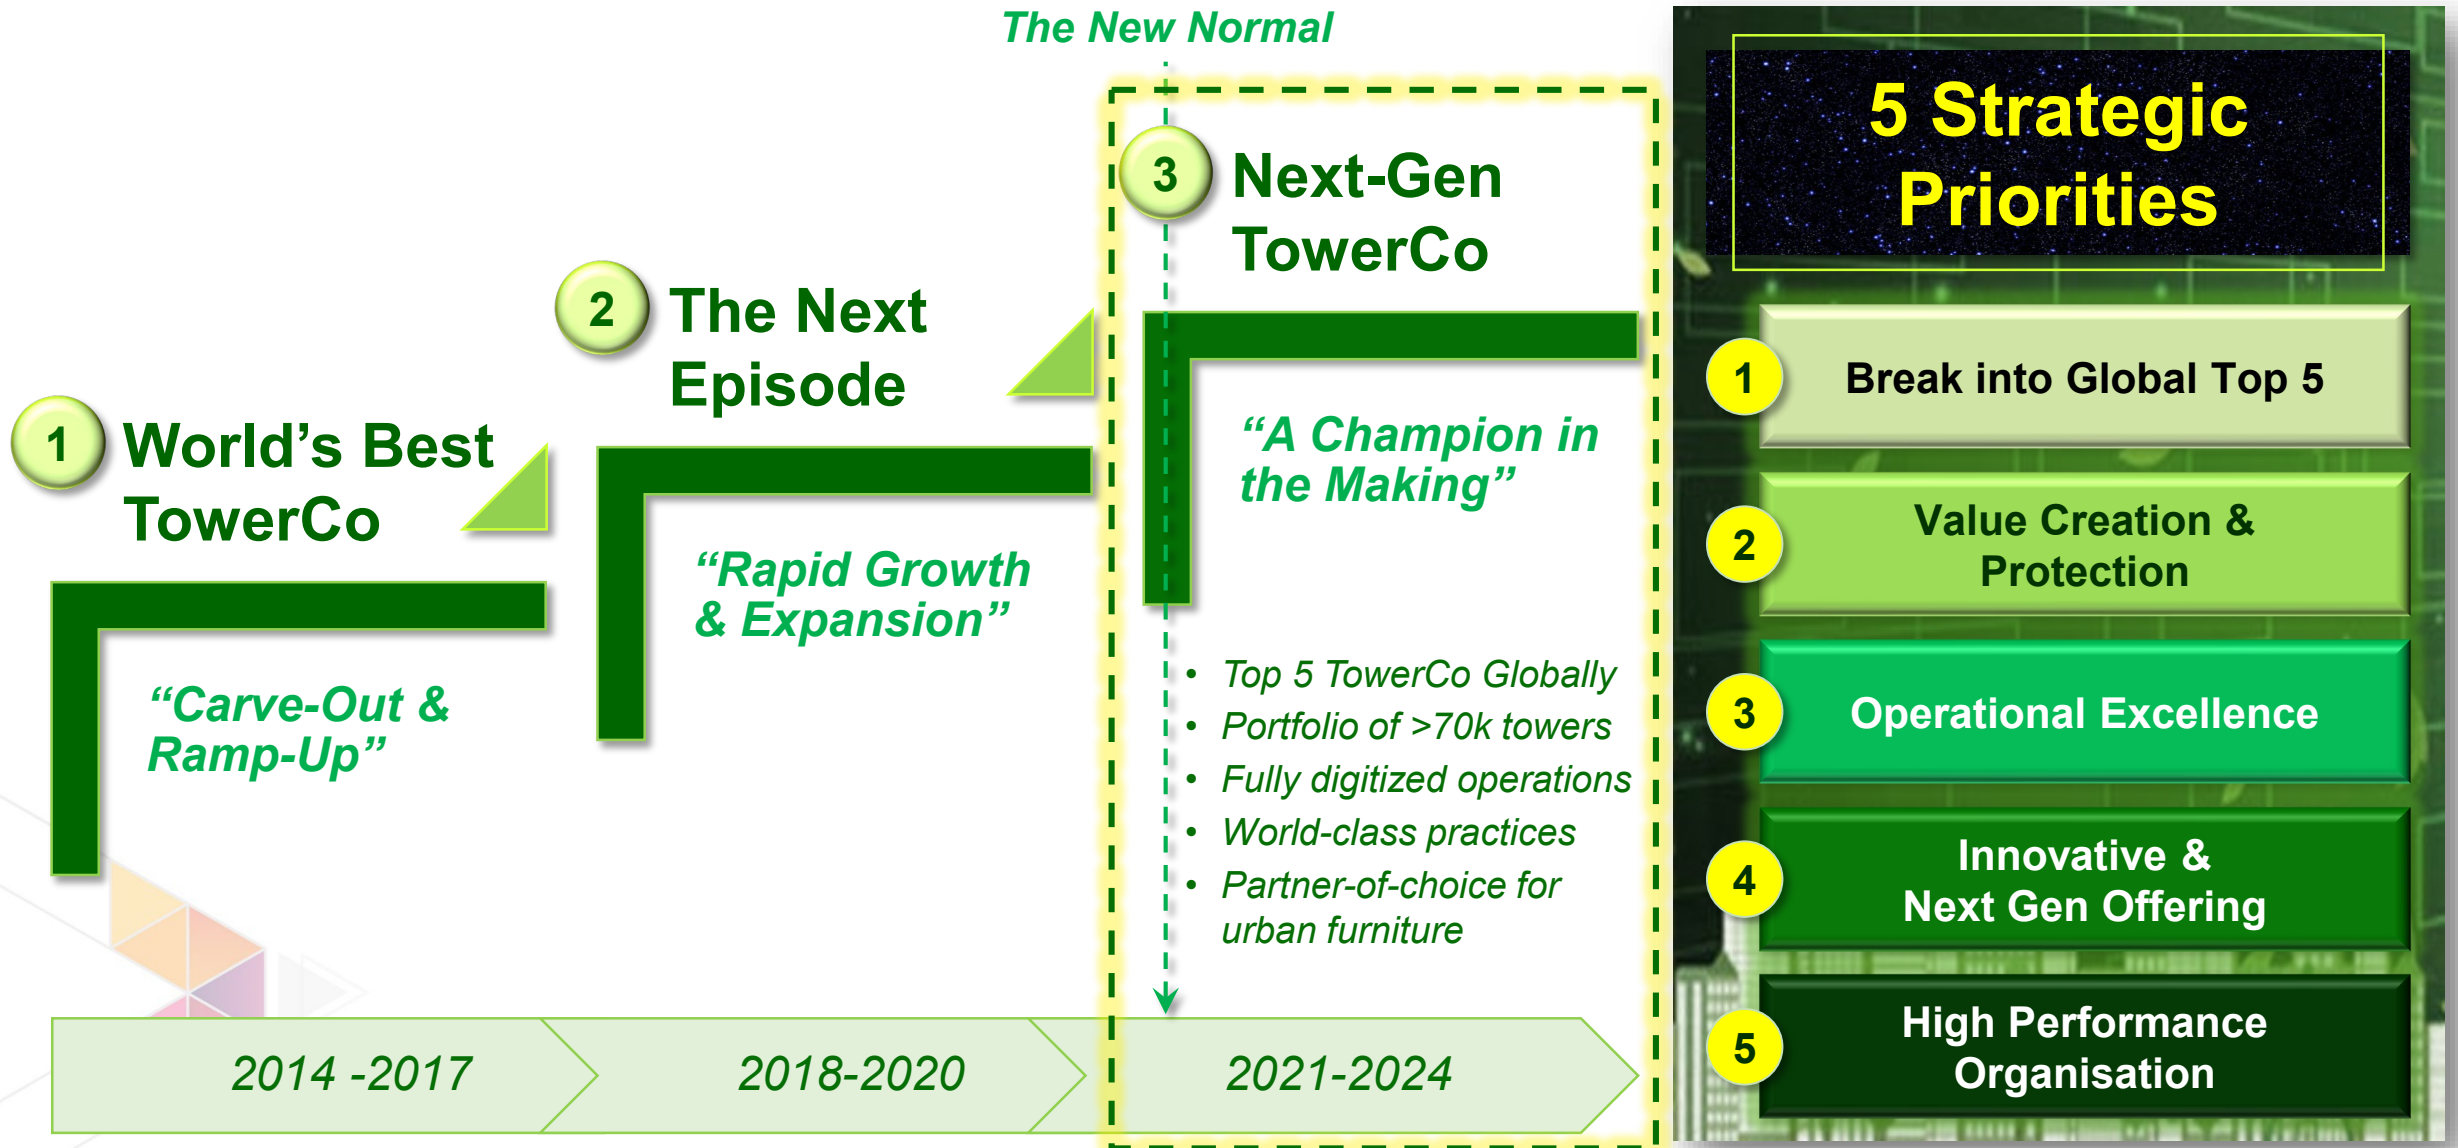 The New Normal
1
World’s Best
TowerCo
“Carve-Out &
Ramp-Up”
2
The Next
Episode
“Rapid Growth
& Expansion”
3
Next-Gen
TowerCo
“A Champion in
the Making”
• Top 5 TowerCo Globally
• Portfolio of >70k towers
• Fully digitized operations
• World-class practices
• Partner-of-choice for
urban furniture
2014 -2017
2018-2020
2021-2024
5 Strategic
Priorities
1
Break into Global Top 5
2
Value Creation &
Protection
3
Operational Excellence
4
Innovative &
Next Gen Offering
5
High Performance
Organisation